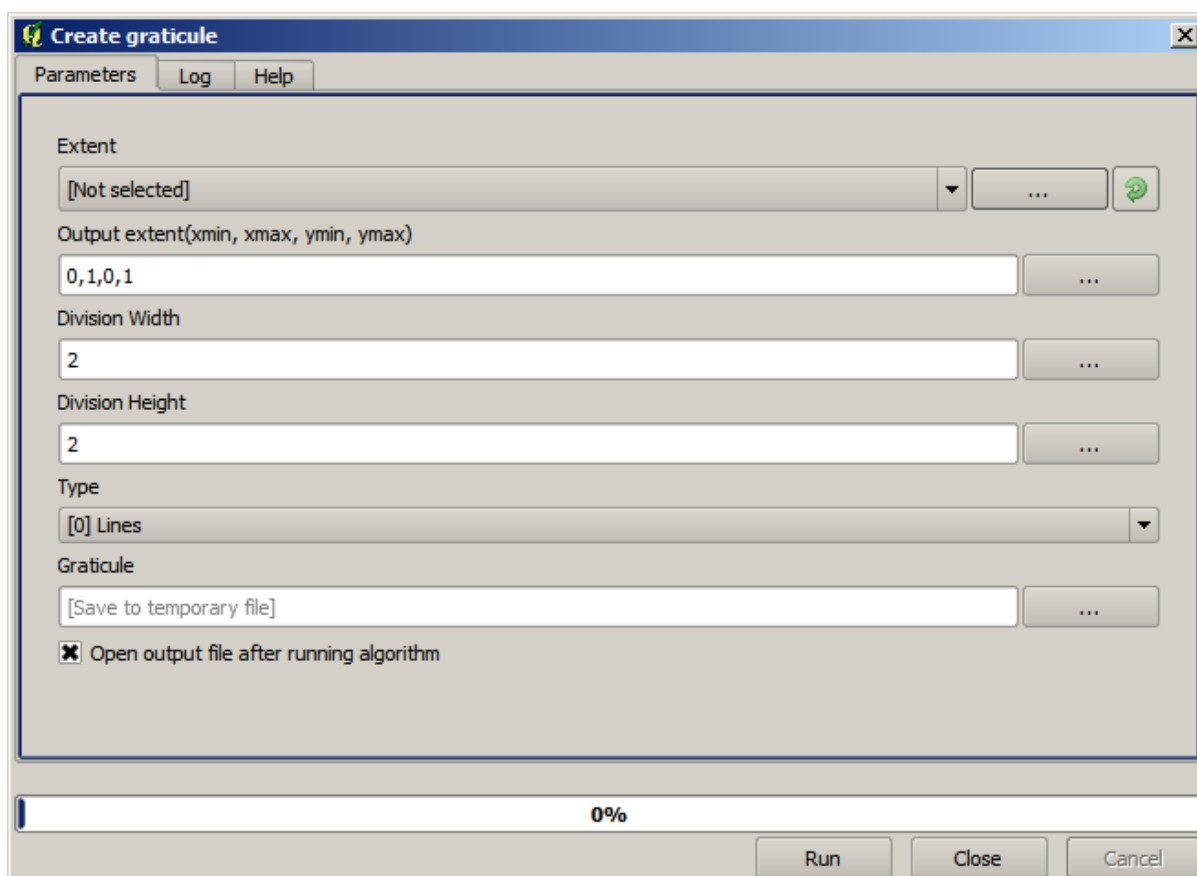 Create graticule
Parameters Log Help
Extent
[Not selected] ...
Output extent(xmin, xmax, ymin, ymax)
0,1,0,1 ...
Division Width
2 ...
Division Height
2 ...
Type
[0] Lines
Graticule
[Save to temporary file] ...
Open output file after running algorithm
0%
Run Close Cancel